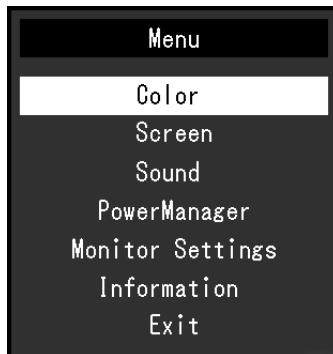 Menu
Color
Screen
Sound
PowerManager
Monitor Settings
Information
Exit